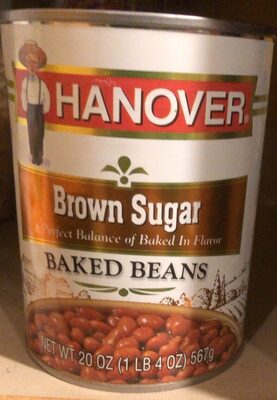 HANOVER®
Brown Sugar
A Perfect Balance of Baked In Flavor
BAKED BEANS
NET WT 20 OZ (1 LB 4 OZ) 567g